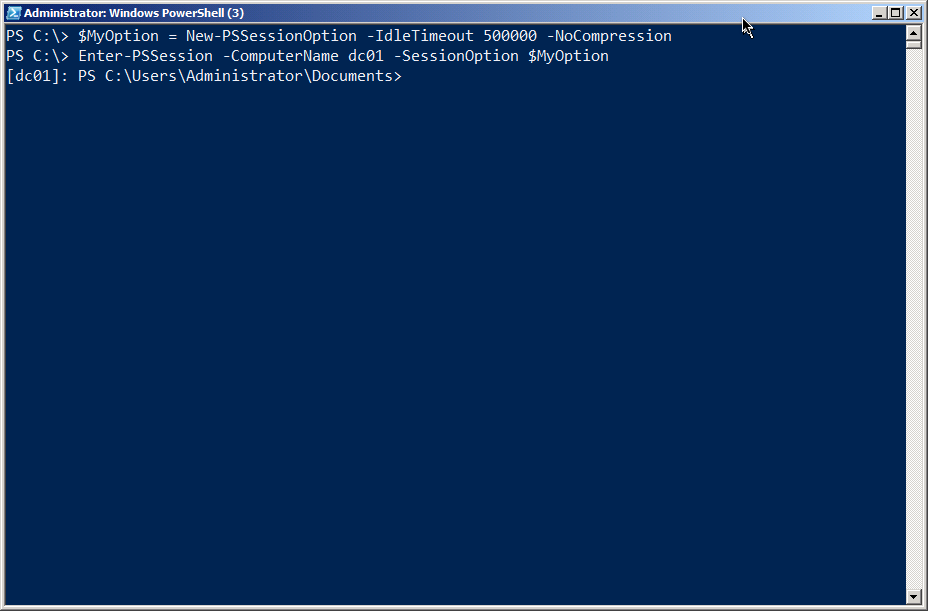 Administrator: Windows PowerShell (3)
PS C:\> $MyOption = New-PSSessionOption -IdleTimeout 500000 -NoCompression
PS C:\> Enter-PSSession -ComputerName dc01 -SessionOption $MyOption
[dc01]: PS C:\Users\Administrator\Documents>